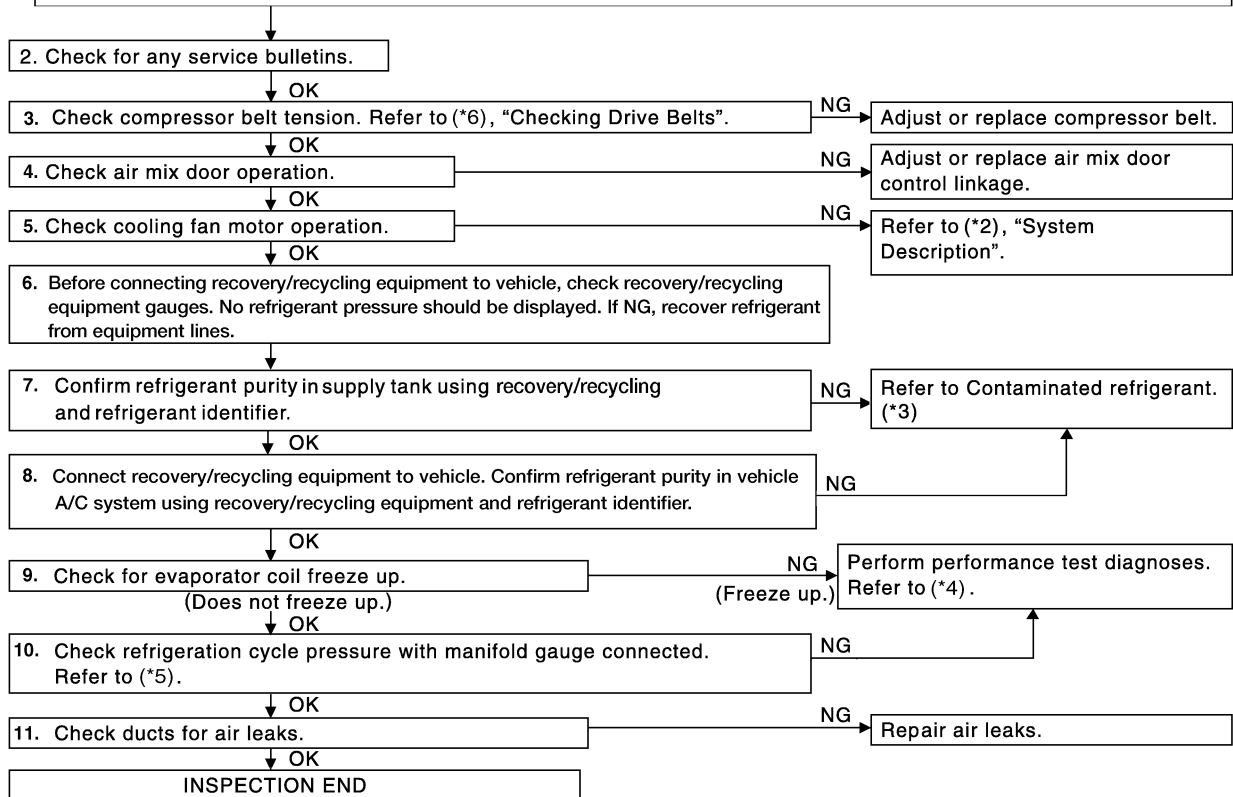 2. Check for any service bulletins.
OK
3. Check compressor belt tension. Refer to (*6), “Checking Drive Belts”.
NG
Adjust or replace compressor belt.
OK
4. Check air mix door operation.
NG
Adjust or replace air mix door
control linkage.
OK
5. Check cooling fan motor operation.
NG
Refer to (*2), “System
Description”.
OK
6. Before connecting recovery/recycling equipment to vehicle, check recovery/recycling
equipment gauges. No refrigerant pressure should be displayed. If NG, recover refrigerant
from equipment lines.
7. Confirm refrigerant purity in supply tank using recovery/recycling
and refrigerant identifier.
NG
Refer to Contaminated refrigerant.
(*3)
OK
8. Connect recovery/recycling equipment to vehicle. Confirm refrigerant purity in vehicle
A/C system using recovery/recycling equipment and refrigerant identifier.
NG
OK
9. Check for evaporator coil freeze up.
NG
(Freeze up.)
Perform performance test diagnoses.
Refer to (*4).
(Does not freeze up.)
OK
10. Check refrigeration cycle pressure with manifold gauge connected.
Refer to (*5).
NG
OK
11. Check ducts for air leaks.
NG
Repair air leaks.
OK
INSPECTION END